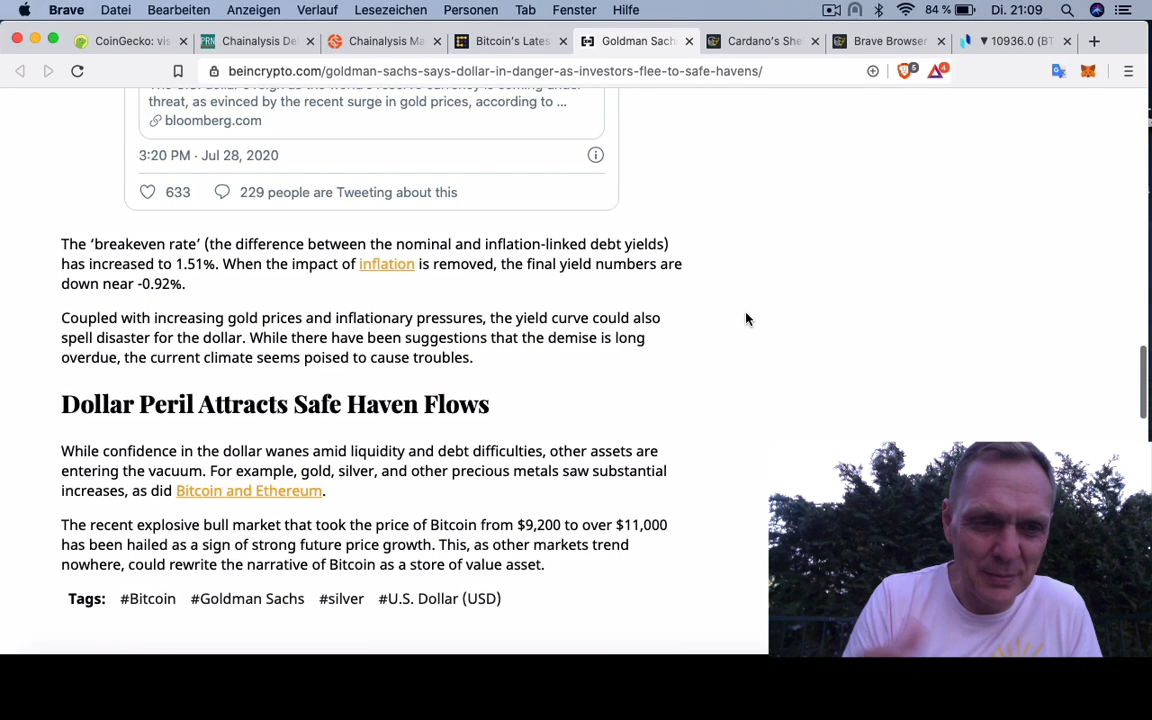 Brave Datei Bearbeiten Anzeigen Verlauf Lesezeichen Personen Tab Fenster Hilfe 84 % Di. 21:09
CoinGecko: vis Chainalysis De Chainalysis Ma Bitcoin's Lates Goldman Sach Cardano's She Brave Browser ▼10936.0 (BT
beincrypto.com/goldman-sachs-says-dollar-in-danger-as-investors-flee-to-safe-havens/ 5 4
threat, as evinced by the recent surge in gold prices, according to ...
bloomberg.com
3:20 PM · Jul 28, 2020
633 229 people are Tweeting about this
The ‘breakeven rate’ (the difference between the nominal and inflation-linked debt yields)
has increased to 1.51%. When the impact of inflation is removed, the final yield numbers are
down near -0.92%.
Coupled with increasing gold prices and inflationary pressures, the yield curve could also
spell disaster for the dollar. While there have been suggestions that the demise is long
overdue, the current climate seems poised to cause troubles.
Dollar Peril Attracts Safe Haven Flows
While confidence in the dollar wanes amid liquidity and debt difficulties, other assets are
entering the vacuum. For example, gold, silver, and other precious metals saw substantial
increases, as did Bitcoin and Ethereum.
The recent explosive bull market that took the price of Bitcoin from $9,200 to over $11,000
has been hailed as a sign of strong future price growth. This, as other markets trend
nowhere, could rewrite the narrative of Bitcoin as a store of value asset.
Tags: #Bitcoin #Goldman Sachs #silver #U.S. Dollar (USD)